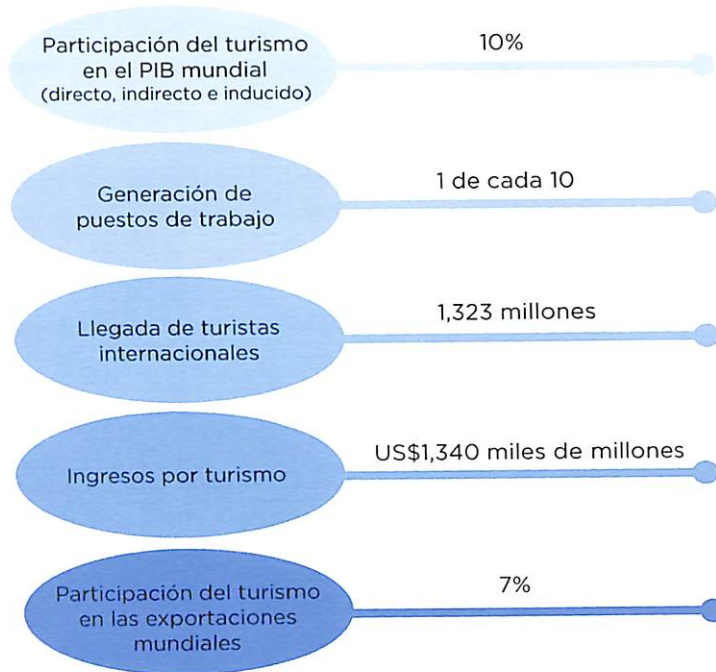 Participación del turismo
en el PIB mundial
(directo, indirecto e inducido)
10%
Generación de
puestos de trabajo
1 de cada 10
Llegada de turistas
internacionales
1,323 millones
Ingresos por turismo
US$1,340 miles de millones
Participación del turismo
en las exportaciones
mundiales
7%